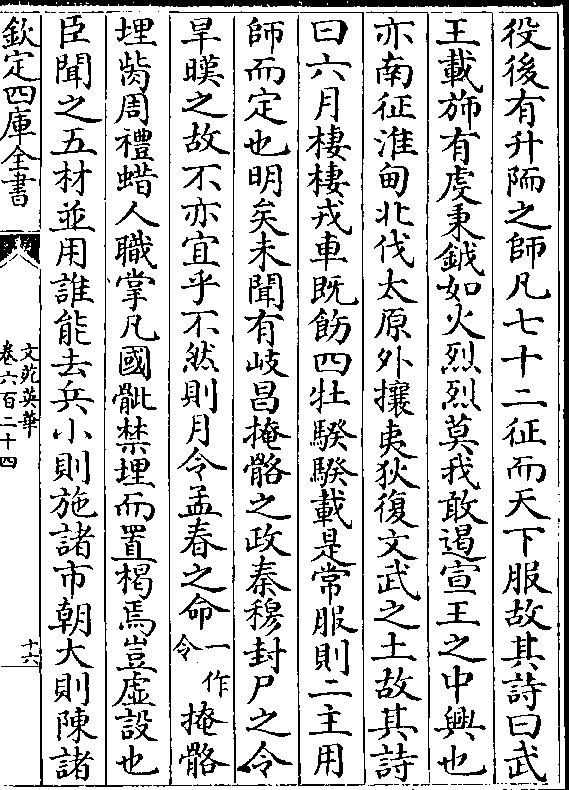 役後有升陑之師凡七十二征而天下服故其詩曰武
王載斾有虔秉鉞如火烈烈莫我敢遏宣王之中興也
亦南征淮甸北伐太原外攘夷狄復文武之土故其詩
曰六月棲棲戎車既飭四牡騤騤載是常服則二主用
師而定也明矣未聞有岐昌掩骼之政秦穆封尸之令
旱暵之故不亦宜乎不然則月令孟春之命一作令掩骼
埋胔周禮蜡人職掌凡國骴禁埋而置楬焉豈虛設也
臣聞之五材並用誰能去兵小則施諸市朝大則陳諸
欽定四庫全書
文苑英華
卷六百二十四
十六